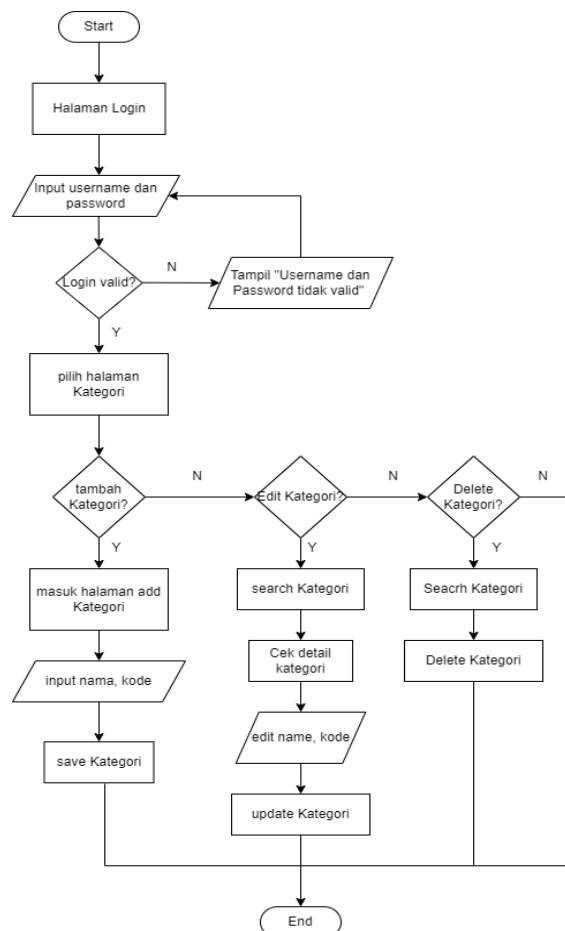 Start
Halaman Login
Input username dan
password
Login valid?
N
Tampil "Username dan
Password tidak valid"
Y
pilih halaman
Kategori
tambah
Kategori?
N
Edit Kategori?
N
Delete
Kategori?
N
Y
Y
Y
masuk halaman add
Kategori
search Kategori
Seacrh Kategori
input nama, kode
Cek detail
kategori
Delete Kategori
save Kategori
edit name, kode
update Kategori
End